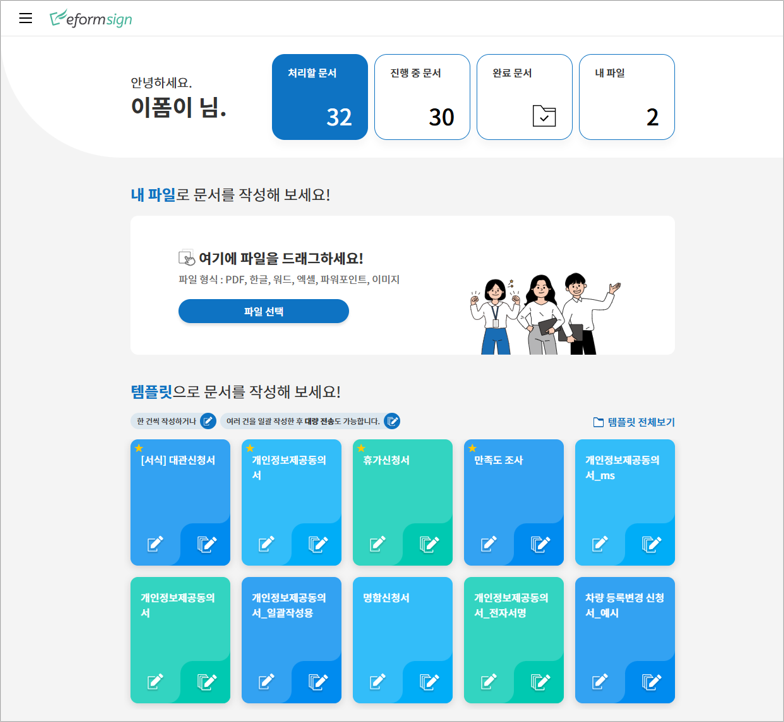 eformsign
안녕하세요.
이폼이 님.
처리할 문서
32
진행 중 문서
30
완료 문서
내 파일
2
내 파일로 문서를 작성해 보세요!
여기에 파일을 드래그하세요!
파일 형식 : PDF, 한글, 워드, 엑셀, 파워포인트, 이미지
파일 선택
템플릿으로 문서를 작성해 보세요!
한 건씩 작성하거나
여러 건을 일괄 작성한 후 대량 전송도 가능합니다.
템플릿 전체보기
[서식] 대관신청서
개인정보제공동의
서
휴가신청서
만족도 조사
개인정보제공동의
서_ms
개인정보제공동의
서
개인정보제공동의
서_일괄작성용
명함신청서
개인정보제공동의
서_전자서명
차량 등록변경 신청
서_예시